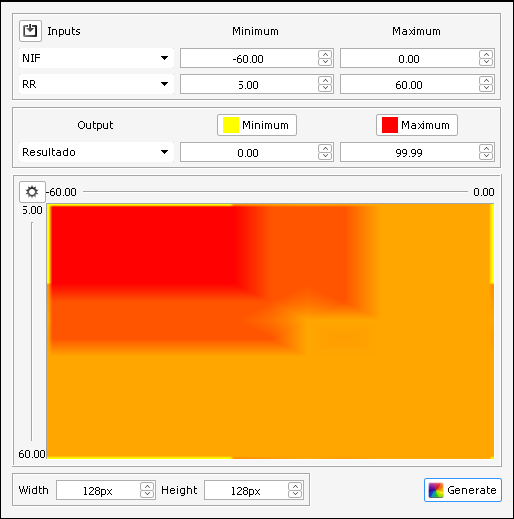 Inputs Minimum Maximum
NIF -60.00 0.00
RR 5.00 60.00
Output Minimum Maximum
Resultado 0.00 99.99
-60.00 0.00
5.00
60.00
Width 128px Height 128px Generate